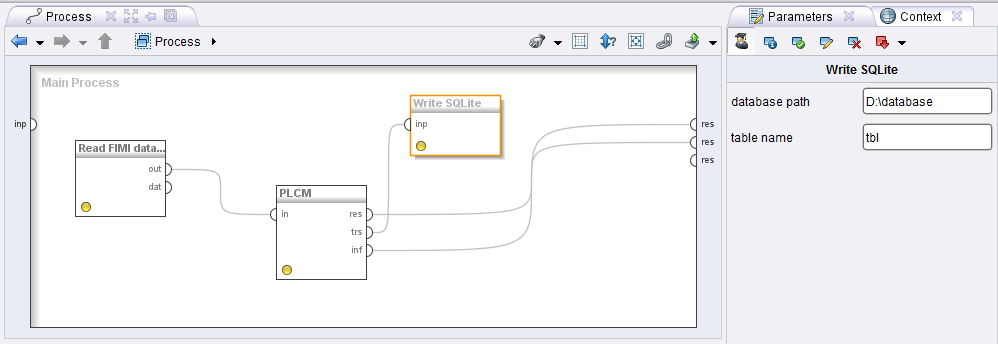 Process
Parameters
Context
Process
Write SQLite
Main Process
database path
D:\database
Write SQLite
inp
inp
res
table name
tbl
Read FIMI data...
res
out
res
dat
PLCM
in
res
trs
inf